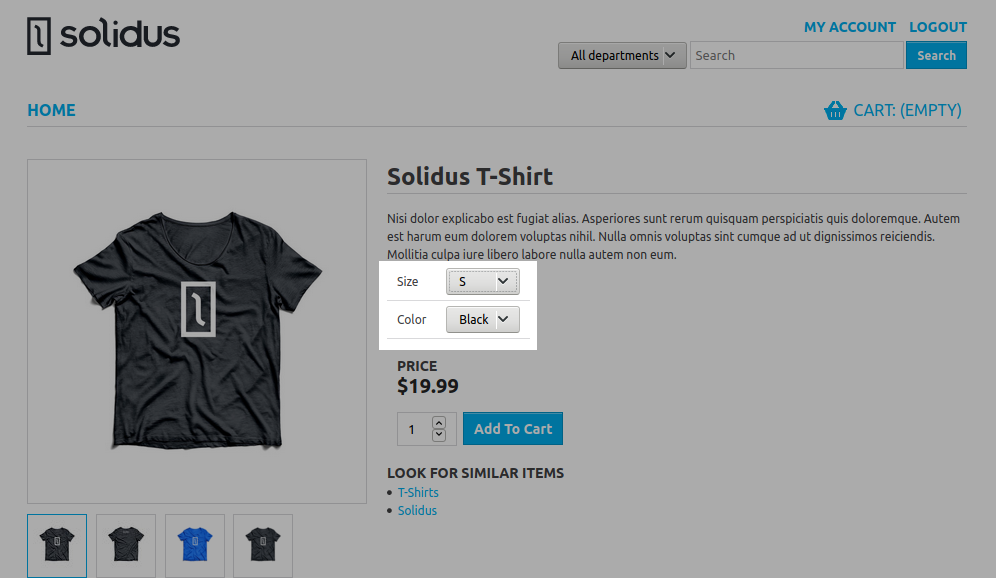 solidus
MY ACCOUNT LOGOUT
All departments Search Search
HOME
CART: (EMPTY)
Solidus T-Shirt
Nisi dolor explicabo est fugiat alias. Asperiores sunt rerum quisquam perspiciatis quis doloremque. Autem
est harum eum dolorem voluptas nihil. Nulla omnis voluptas sint cumque ad ut dignissimos reiciendis.
Mollitia culpa iure libero labore nulla autem non eum.
Size S
Color Black
PRICE
$19.99
1 Add To Cart
LOOK FOR SIMILAR ITEMS
• T-Shirts
• Solidus